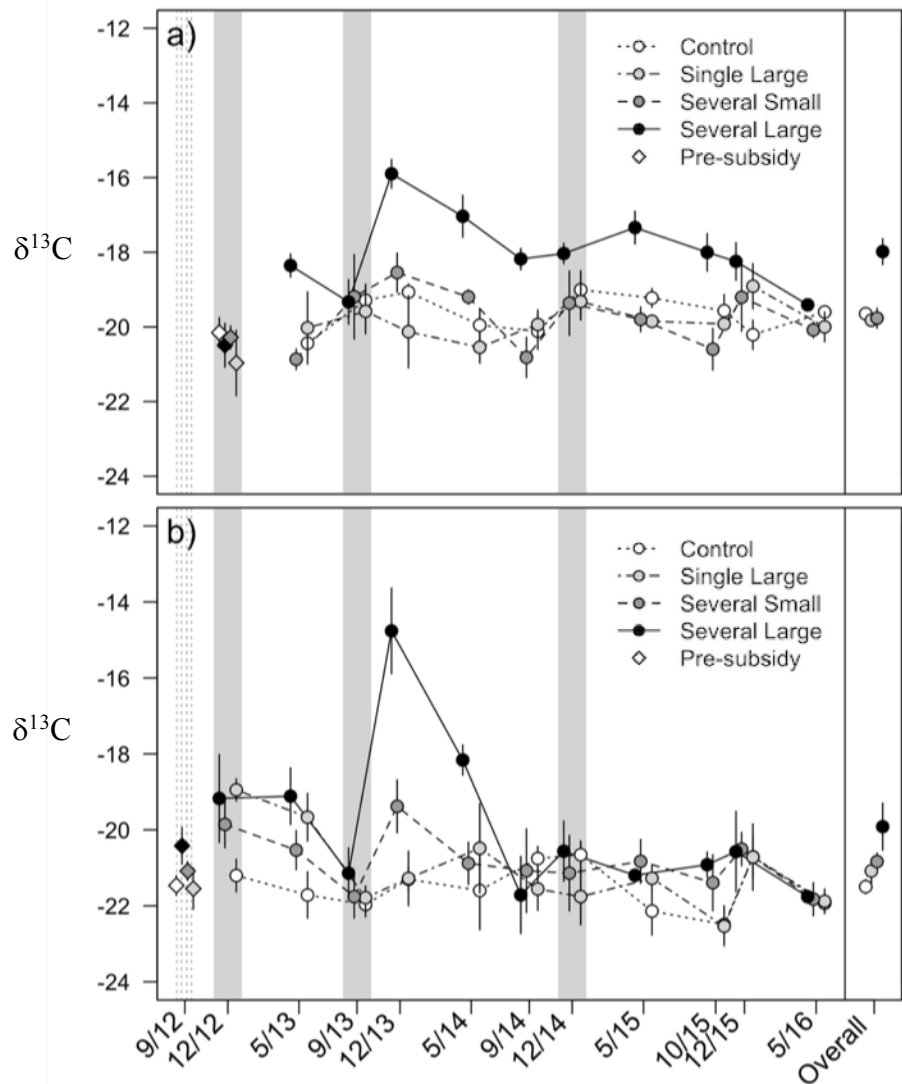 a)
-12
-14
-16
δ¹³C
-18
-20
-22
-24
Control
Single Large
Several Small
Several Large
Pre-subsidy
b)
-12
-14
-16
δ¹³C
-18
-20
-22
-24
Control
Single Large
Several Small
Several Large
Pre-subsidy
9/12
12/12
5/13
9/13
12/13
5/14
9/14
12/14
5/15
10/15
12/15
5/16
Overall